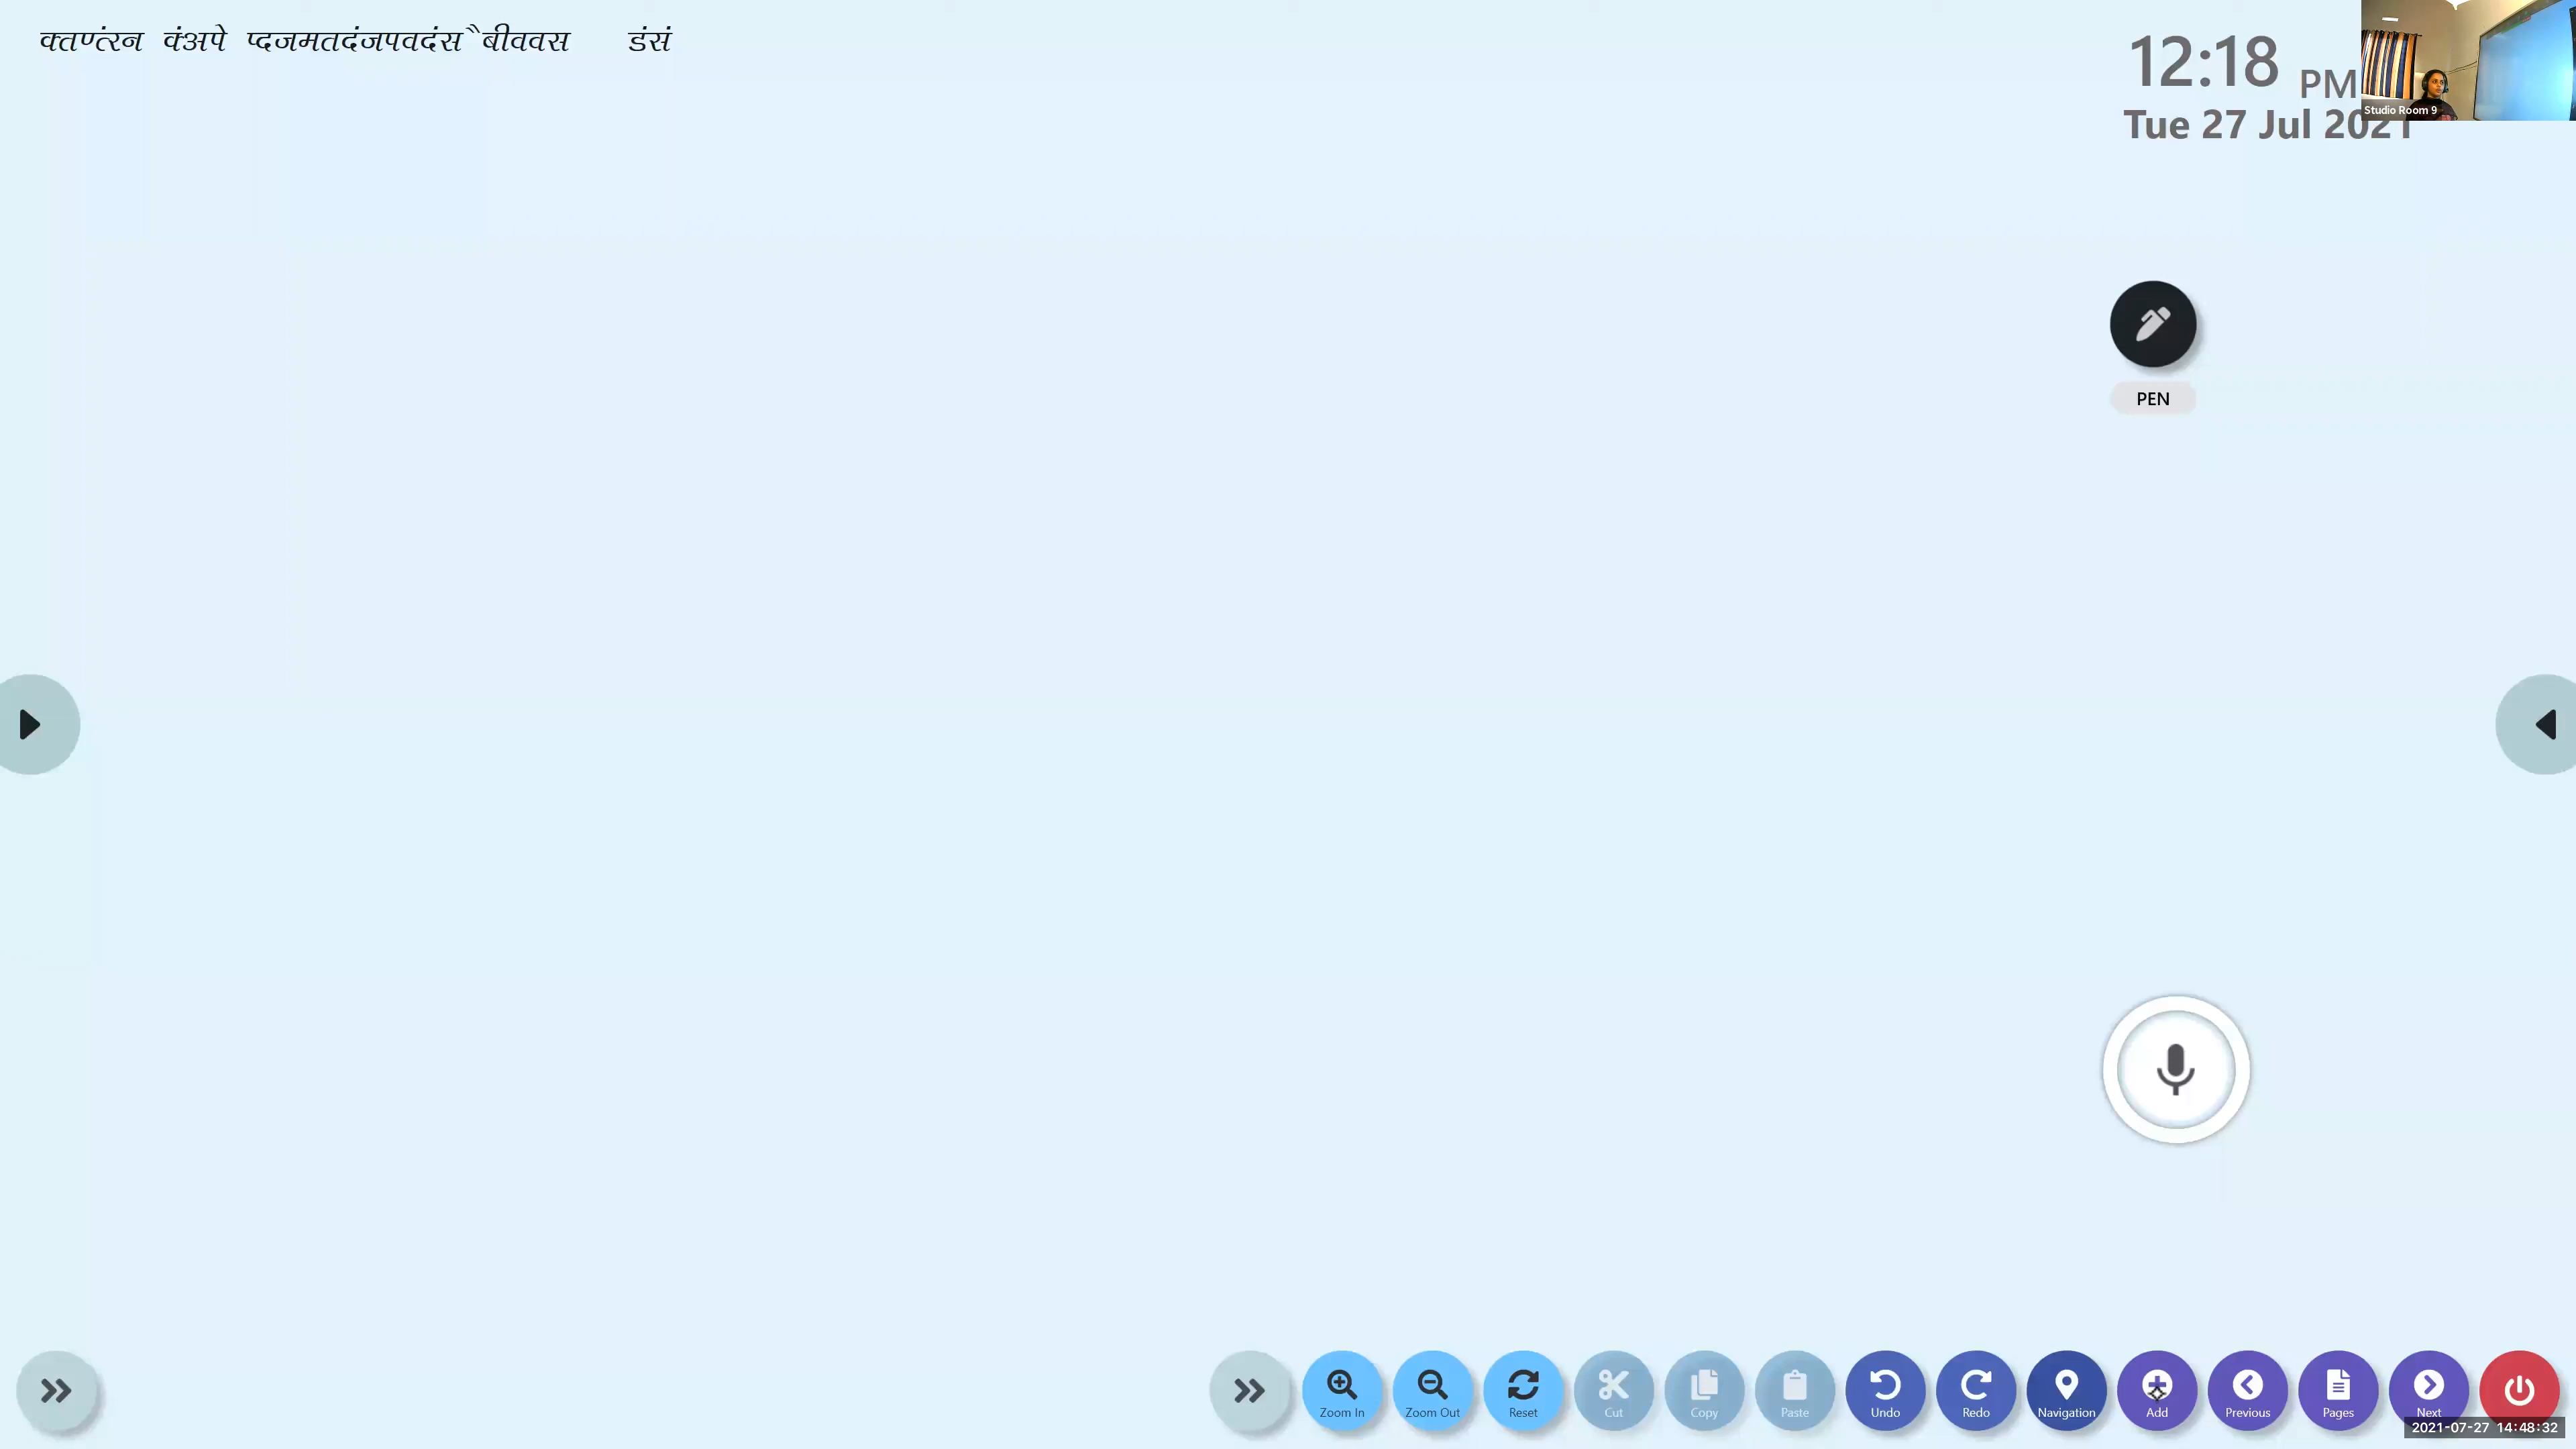 क्तण्तंरन क्ंअपे प्दजमतदंजपवदंस ैबीववस डंसं
12:18 PM
Tue 27 Jul 2021
Studio Room 9
PEN
Zoom In
Zoom Out
Reset
Cut
Copy
Paste
Undo
Redo
Navigation
Add
Previous
Pages
Next
2021-07-27 14:48:32